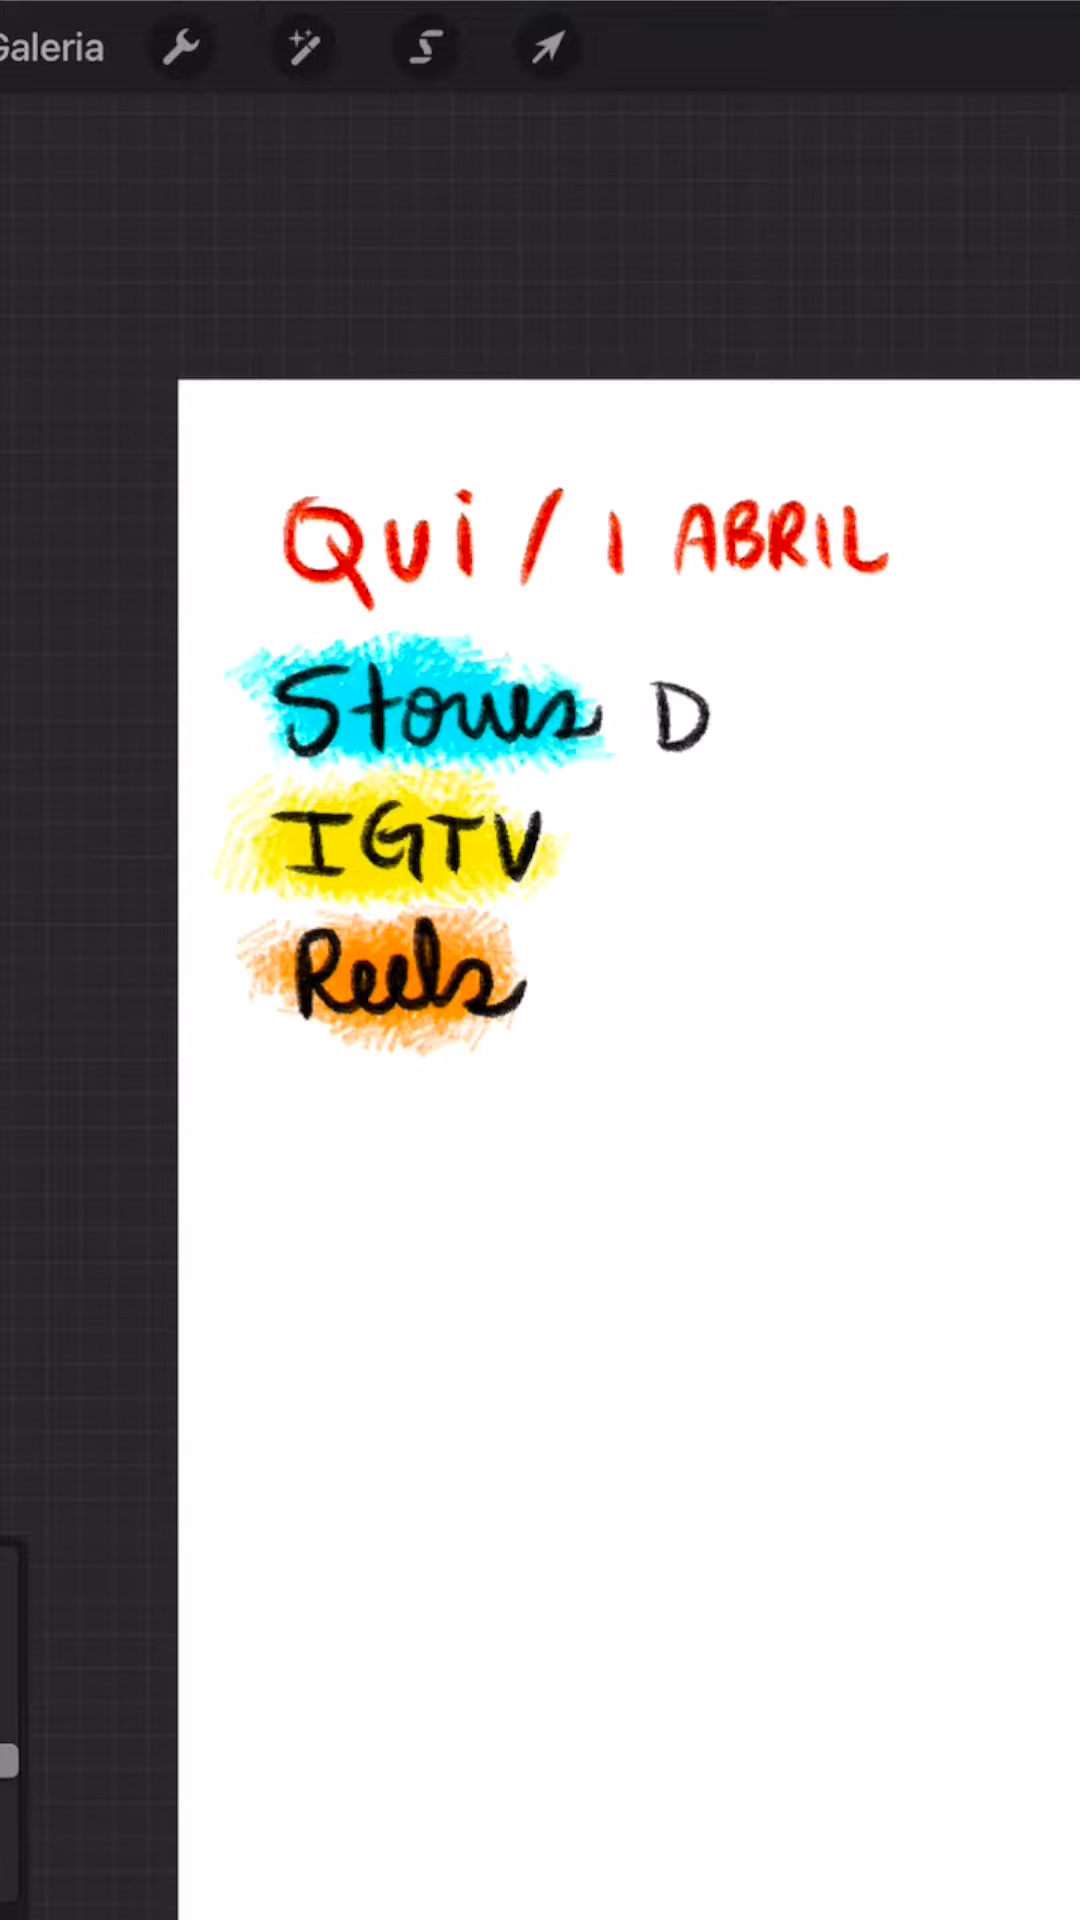 Galeria
QUi / 1 ABRIL
Stories D
IGTV
Reels